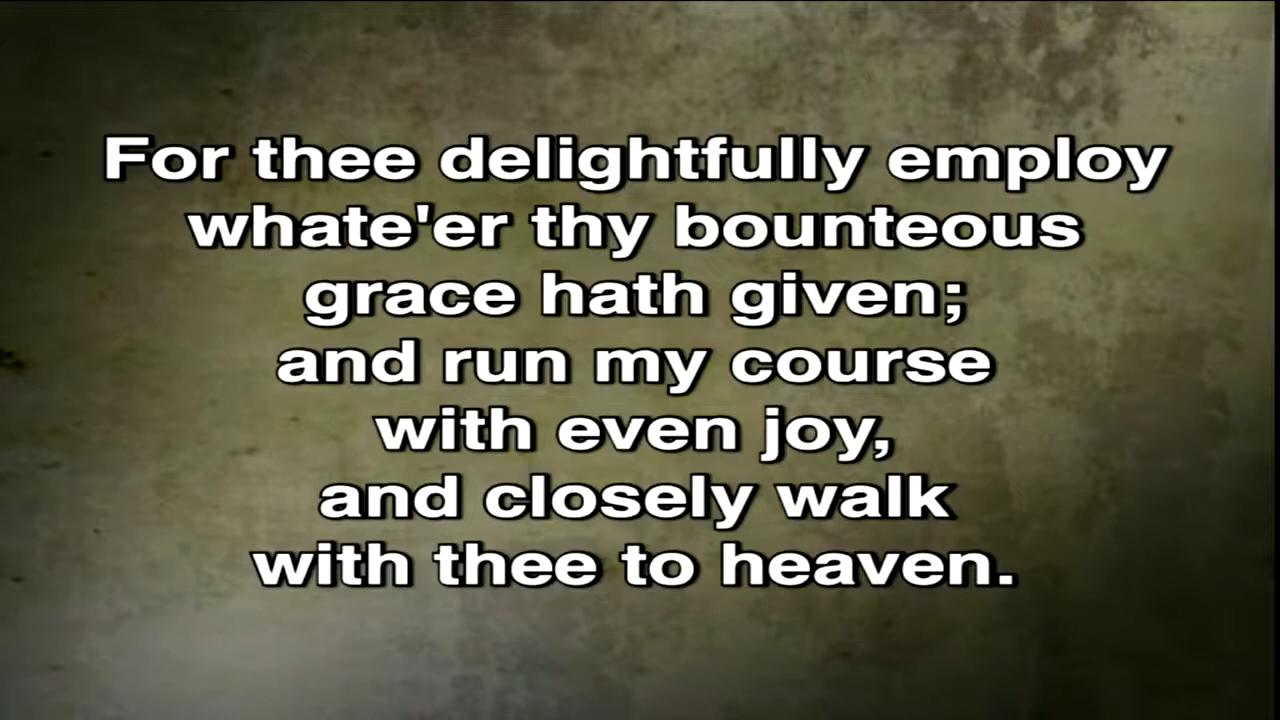 For thee delightfully employ
whate'er thy bounteous
grace hath given;
and run my course
with even joy,
and closely walk
with thee to heaven.